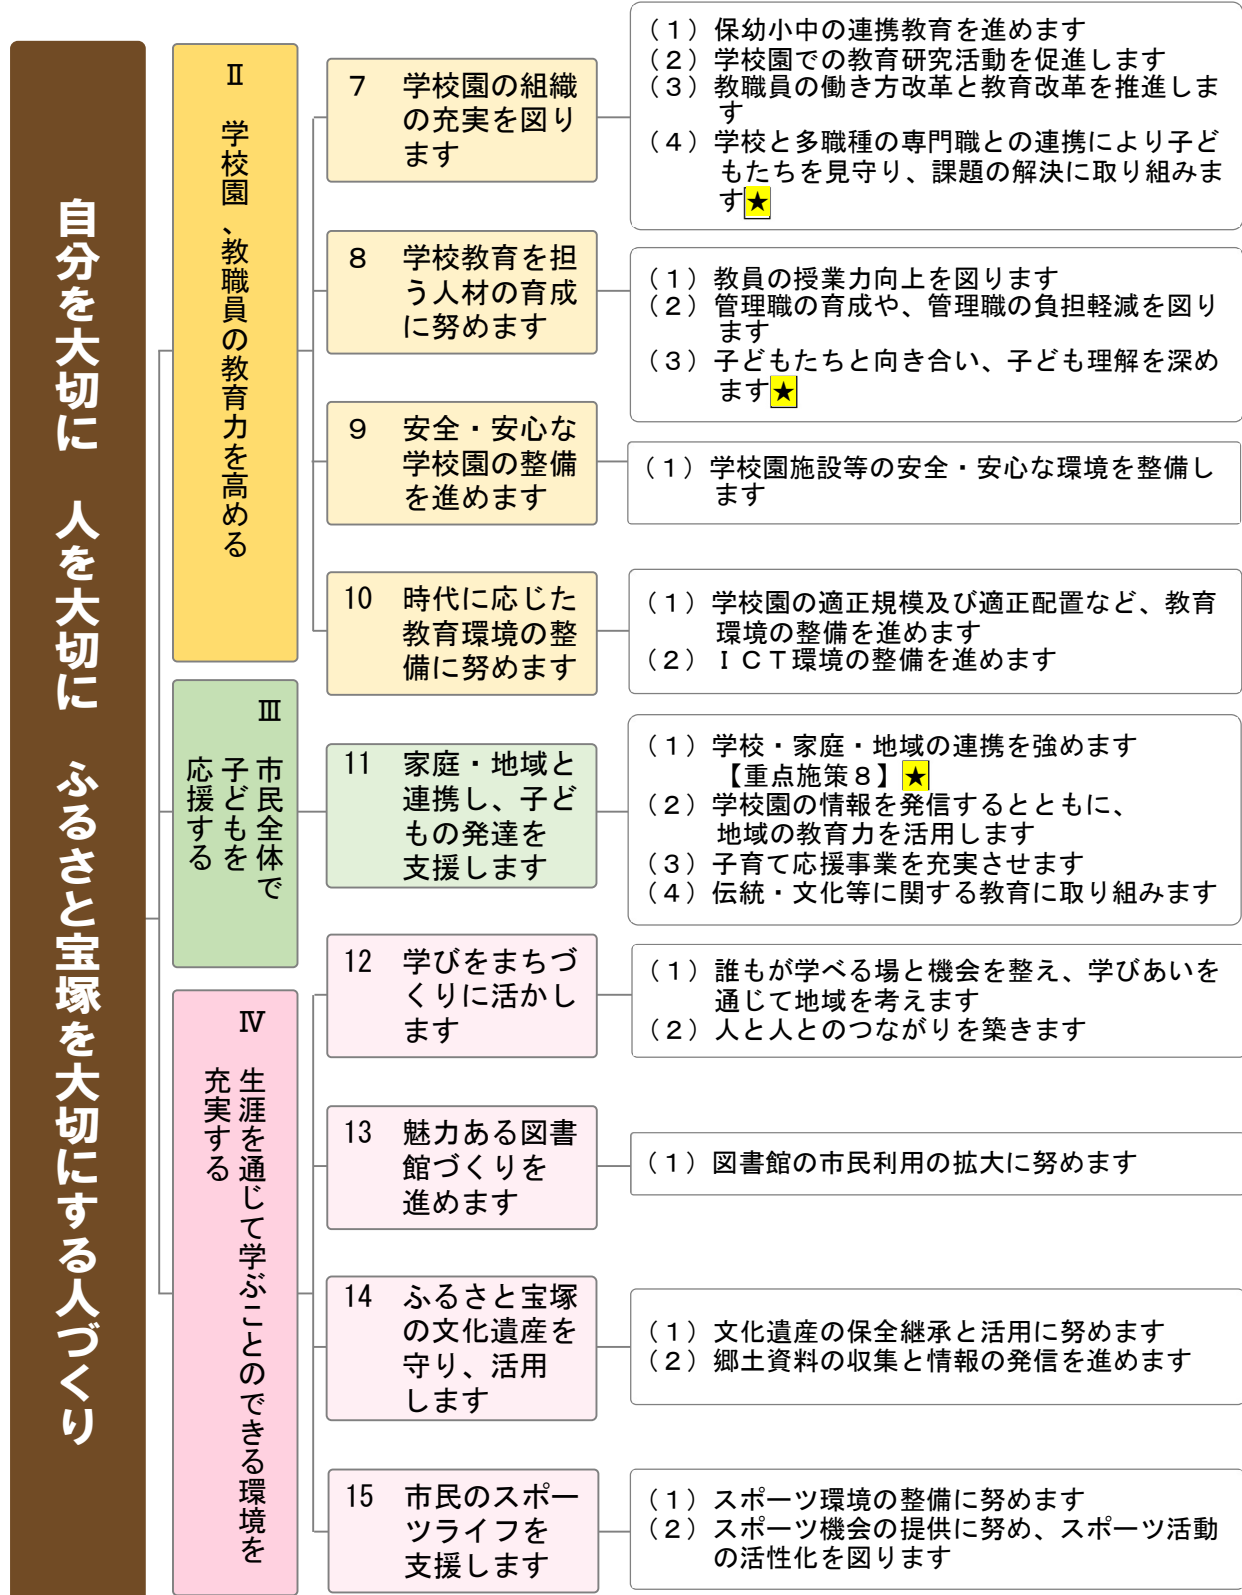 自分を大切に　人を大切に　ふるさと宝塚を大切にする人づくり
Ⅱ　学校園、教職員の教育力を高める
7　学校園の組織
の充実を図り
ます
（１）保幼小中の連携教育を進めます
（２）学校園での教育研究活動を促進します
（３）教職員の働き方改革と教育改革を推進しま
す
（４）学校と多職種の専門職との連携により子ど
もたちを見守り、課題の解決に取り組みま
す★
8　学校教育を担
う人材の育成
に努めます
（１）教員の授業力向上を図ります
（２）管理職の育成や、管理職の負担軽減を図り
ます
（３）子どもたちと向き合い、子ども理解を深め
ます★
9　安全・安心な
学校園の整備
を進めます
（１）学校園施設等の安全・安心な環境を整備し
ます
10　時代に応じた
教育環境の整
備に努めます
（１）学校園の適正規模及び適正配置など、教育
環境の整備を進めます
（２）ＩＣＴ環境の整備を進めます
Ⅲ　市民全体で
子どもを
応援する
11　家庭・地域と
連携し、子ど
もの発達を
支援します
（１）学校・家庭・地域の連携を強めます
【重点施策８】★
（２）学校園の情報を発信するとともに、
地域の教育力を活用します
（３）子育て応援事業を充実させます
（４）伝統・文化等に関する教育に取り組みます
Ⅳ　生涯を通じて学ぶことのできる環境を
充実する
12　学びをまちづ
くりに活かし
ます
（１）誰もが学べる場と機会を整え、学びあいを
通じて地域を考えます
（２）人と人とのつながりを築きます
13　魅力ある図書
館づくりを
進めます
（１）図書館の市民利用の拡大に努めます
14　ふるさと宝塚
の文化遺産を
守り、活用
します
（１）文化遺産の保全継承と活用に努めます
（２）郷土資料の収集と情報の発信を進めます
15　市民のスポー
ツライフを
支援します
（１）スポーツ環境の整備に努めます
（２）スポーツ機会の提供に努め、スポーツ活動
の活性化を図ります